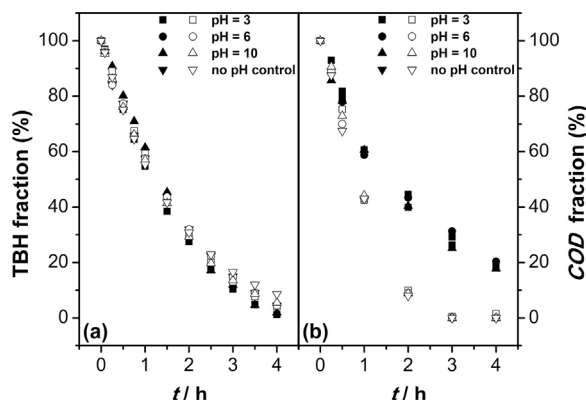 pH = 3
pH = 3
pH = 6
pH = 6
pH = 10
pH = 10
no pH control
no pH control
100
100
80
80
60
60
40
40
20
20
0
0
(a)
(b)
0
1
2
3
4
0
1
2
3
4
TBH fraction (%)
COD fraction (%)
t / h
t / h